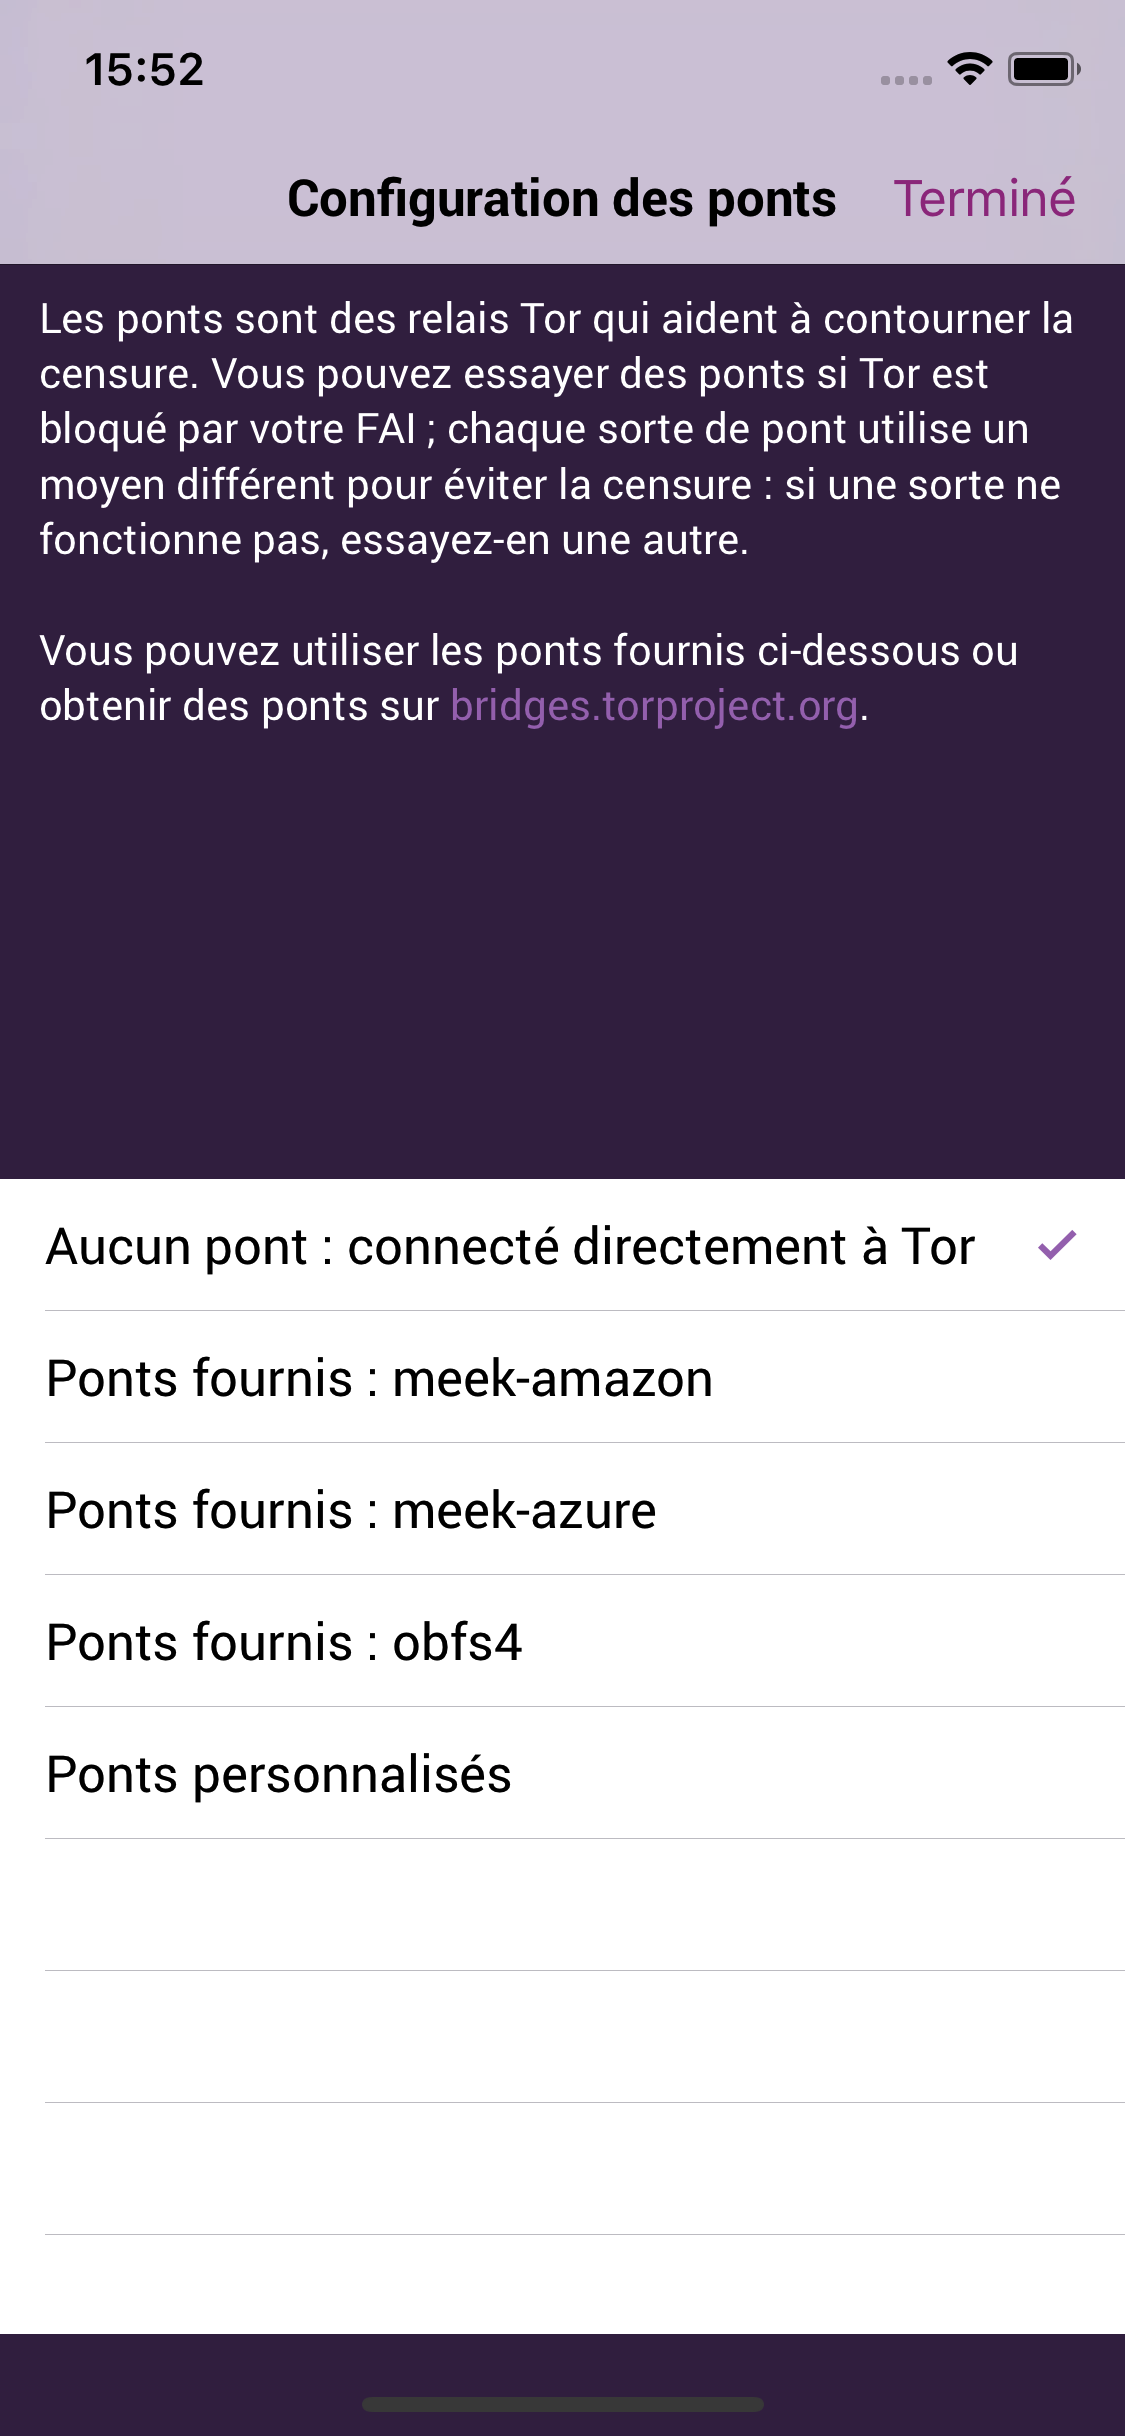 15:52
Configuration des ponts
Terminé
Les ponts sont des relais Tor qui aident à contourner la
censure. Vous pouvez essayer des ponts si Tor est
bloqué par votre FAI ; chaque sorte de pont utilise un
moyen différent pour éviter la censure : si une sorte ne
fonctionne pas, essayez-en une autre.
Vous pouvez utiliser les ponts fournis ci-dessous ou
obtenir des ponts sur bridges.torproject.org.
Aucun pont : connecté directement à Tor
Ponts fournis : meek-amazon
Ponts fournis : meek-azure
Ponts fournis : obfs4
Ponts personnalisés